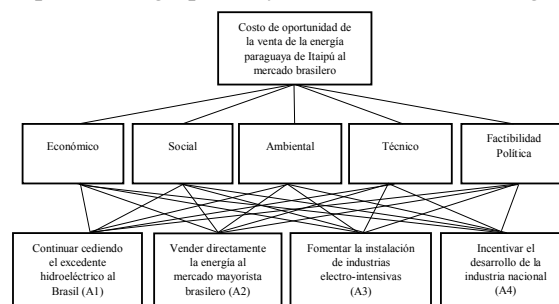 Costo de oportunidad de
la venta de la energía
paraguaya de Itaipú al
mercado brasilero
Económico
Social
Ambiental
Técnico
Factibilidad
Política
Continuar cediendo
el excedente
hidroeléctrico al
Brasil (A1)
Vender directamente
la energía al
mercado mayorista
brasilero (A2)
Fomentar la instalación
de industrias
electro-intensivas
(A3)
Incentivar el
desarrollo de la
industria nacional
(A4)